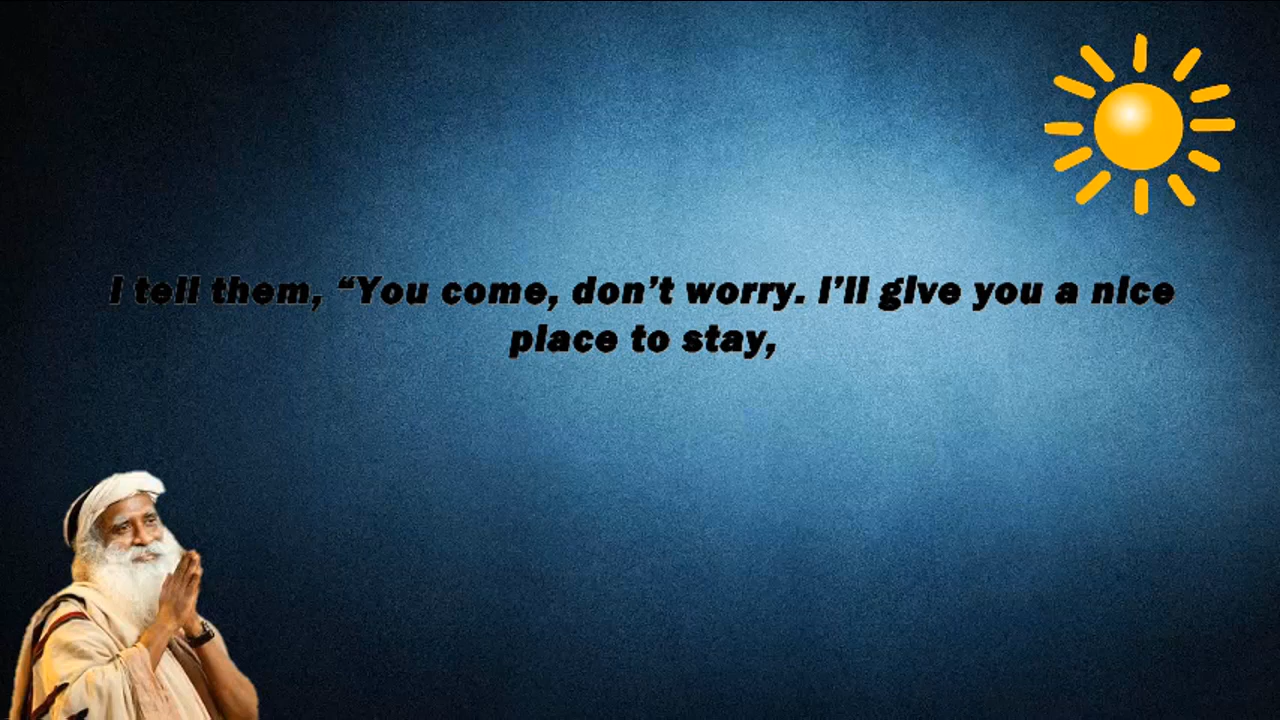 I tell them, “You come, don’t worry. I’ll give you a nice
place to stay,